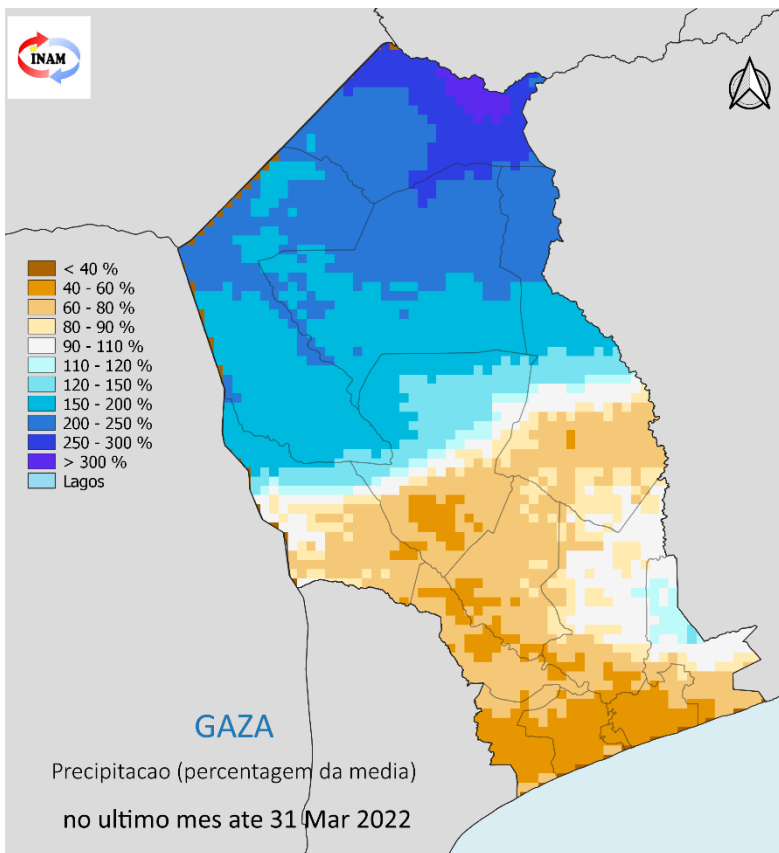 INAM
< 40 %
40 - 60 %
60 - 80 %
80 - 90 %
90 - 110 %
110 - 120 %
120 - 150 %
150 - 200 %
200 - 250 %
250 - 300 %
> 300 %
Lagos
GAZA
Precipitacao (percentagem da media)
no ultimo mes ate 31 Mar 2022